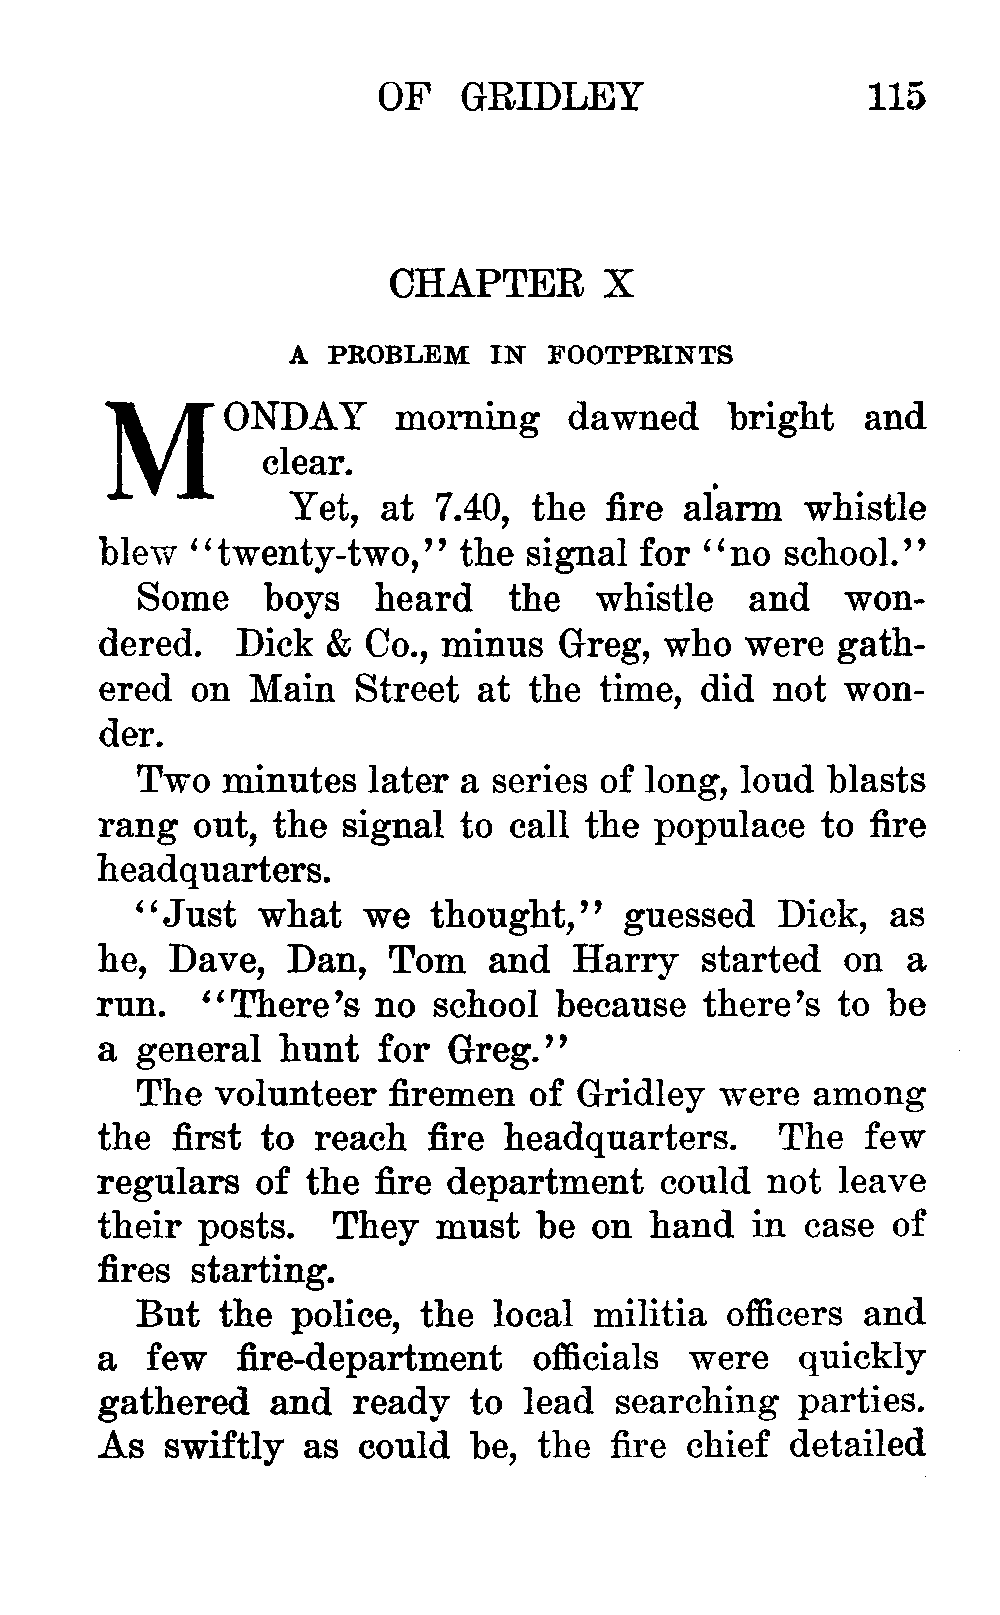 OF GRIDLEY 115
CHAPTER X
A PROBLEM IN FOOTPRINTS
MONDAY morning dawned bright and
clear.
Yet, at 7.40, the fire alarm whistle
blew “twenty-two,” the signal for “no school.”
Some boys heard the whistle and won-
dered. Dick & Co., minus Greg, who were gath-
ered on Main Street at the time, did not won-
der.
Two minutes later a series of long, loud blasts
rang out, the signal to call the populace to fire
headquarters.
“Just what we thought,” guessed Dick, as
he, Dave, Dan, Tom and Harry started on a
run. “There’s no school because there’s to be
a general hunt for Greg.”
The volunteer firemen of Gridley were among
the first to reach fire headquarters. The few
regulars of the fire department could not leave
their posts. They must be on hand in case of
fires starting.
But the police, the local militia officers and
a few fire-department officials were quickly
gathered and ready to lead searching parties.
As swiftly as could be, the fire chief detailed